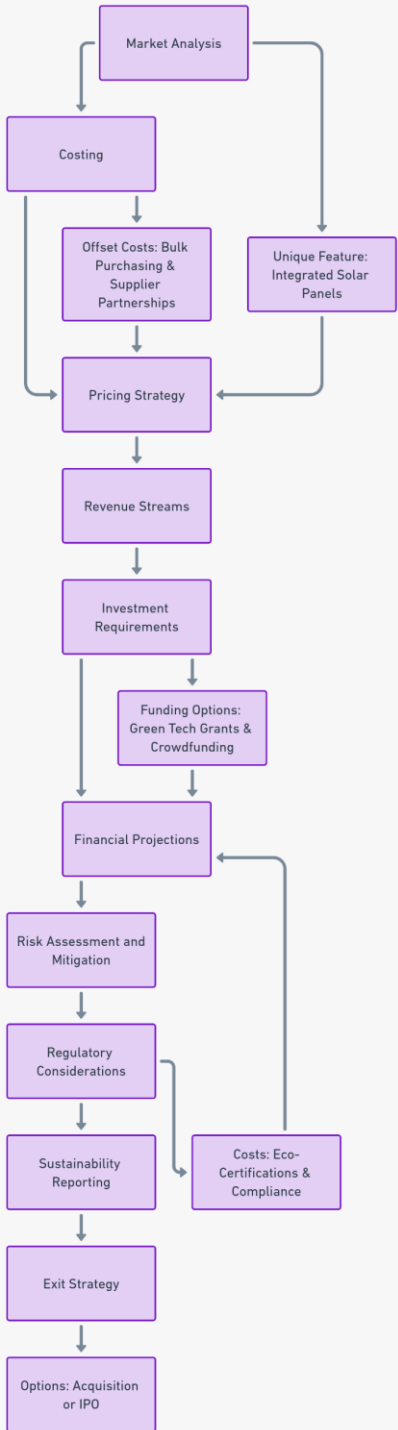 Market Analysis
Costing
Offset Costs: Bulk
Purchasing &
Supplier
Partnerships
Unique Feature:
Integrated Solar
Panels
Pricing Strategy
Revenue Streams
Investment
Requirements
Funding Options:
Green Tech Grants &
Crowdfunding
Financial Projections
Risk Assessment and
Mitigation
Regulatory
Considerations
Sustainability
Reporting
Costs: Eco-
Certifications &
Compliance
Exit Strategy
Options: Acquisition
or IPO